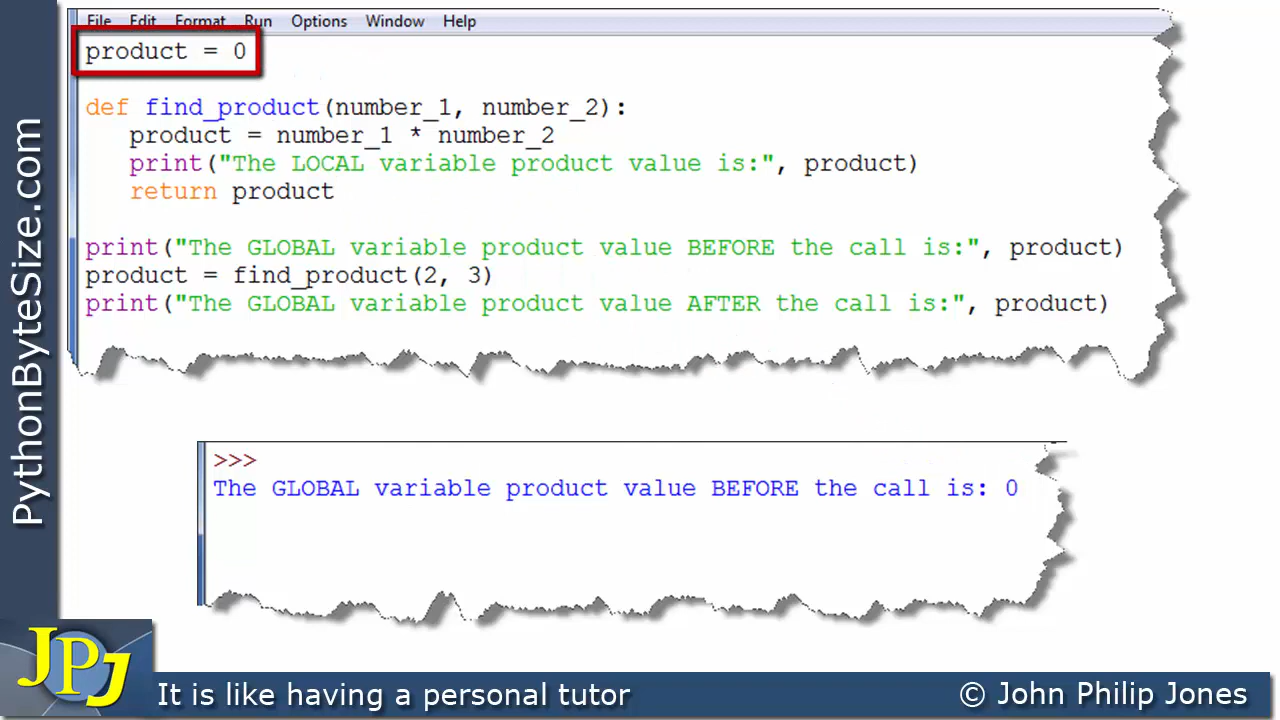 File Edit Format Run Options Window Help
product = 0
def find_product(number_1, number_2):
product = number_1 * number_2
print("The LOCAL variable product value is:", product)
return product
print("The GLOBAL variable product value BEFORE the call is:", product)
product = find_product(2, 3)
print("The GLOBAL variable product value AFTER the call is:", product)
>>>
The GLOBAL variable product value BEFORE the call is: 0
PythonByteSize.com
JPJ
It is like having a personal tutor
© John Philip Jones